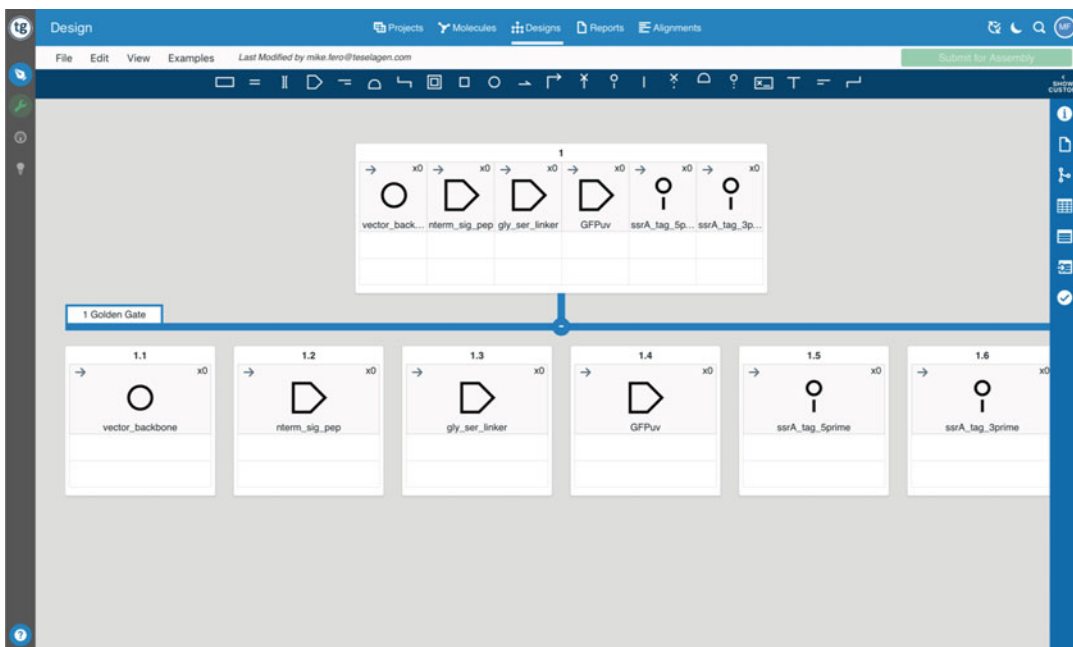 tg Design Projects Molecules Designs Reports Alignments MF
File Edit View Examples Last Modified by mike.fero@teselagen.com Submit for Assembly
SHOW
CUSTO
1
x0 x0 x0 x0 x0 x0
vector_back... nterm_sig_pep gly_ser_linker GFPuv ssrA_tag_5p... ssrA_tag_3p...
1 Golden Gate
1.1 1.2 1.3 1.4 1.5 1.6
x0 x0 x0 x0 x0 x0
vector_backbone nterm_sig_pep gly_ser_linker GFPuv ssrA_tag_5prime ssrA_tag_3prime